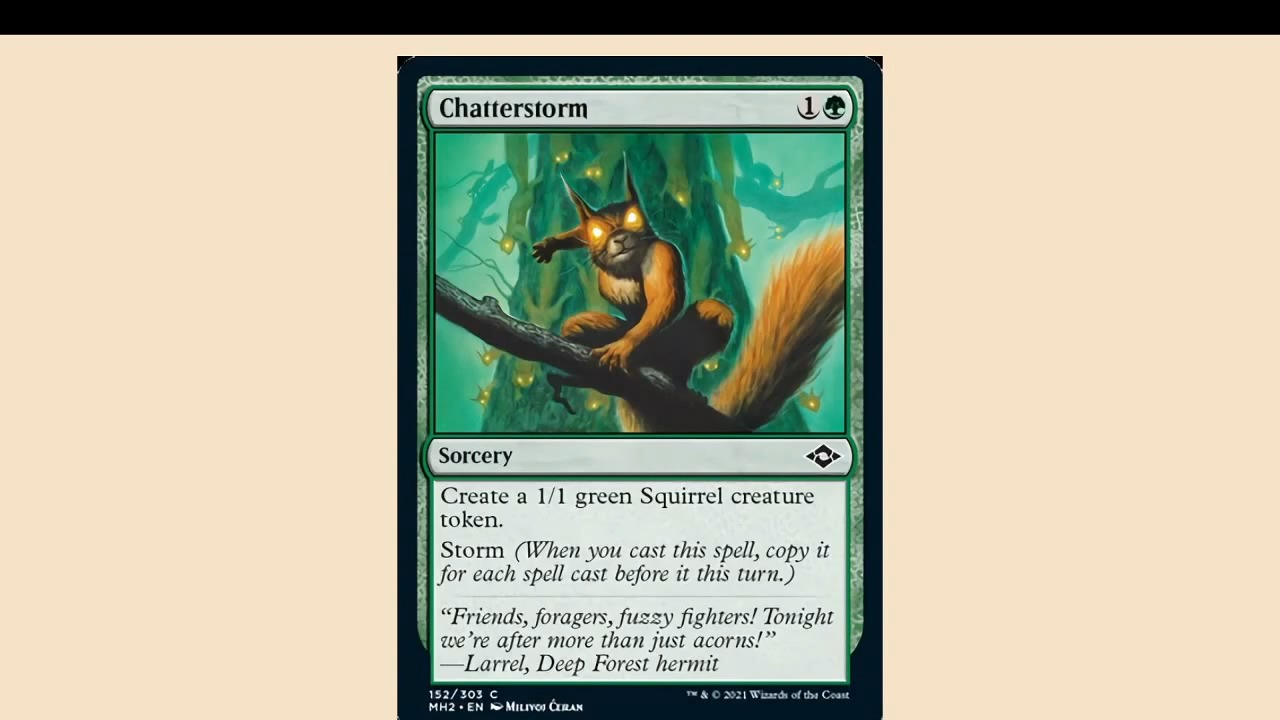 Chatterstorm 1
Sorcery
Create a 1/1 green Squirrel creature
token.
Storm (When you cast this spell, copy it
for each spell cast before it this turn.)
“Friends, foragers, fuzzy fighters! Tonight
we’re after more than just acorns!”
—Larrel, Deep Forest hermit
152/303 C
™ & © 2021 Wizards of the Coast
MH2 • EN Milivoj Ćeran